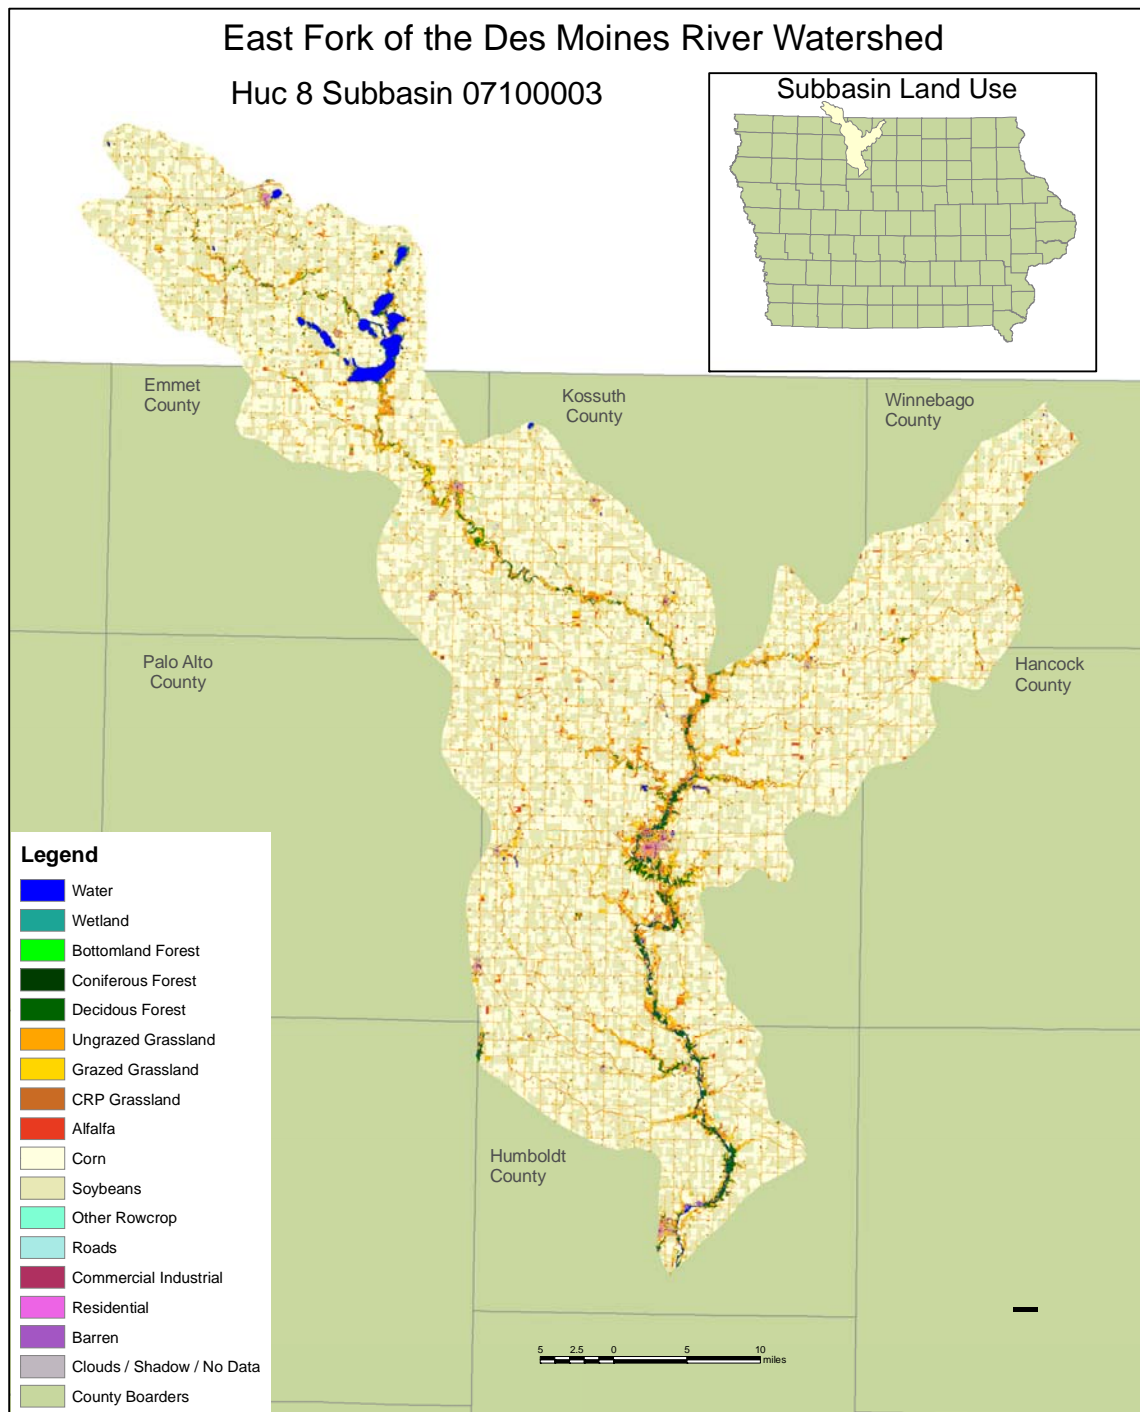 East Fork of the Des Moines River Watershed
Huc 8 Subbasin 07100003
Subbasin Land Use
Emmet
County
Kossuth
County
Winnebago
County
Palo Alto
County
Hancock
County
Humboldt
County
Legend
Water
Wetland
Bottomland Forest
Coniferous Forest
Decidous Forest
Ungrazed Grassland
Grazed Grassland
CRP Grassland
Alfalfa
Corn
Soybeans
Other Rowcrop
Roads
Commercial Industrial
Residential
Barren
Clouds / Shadow / No Data
County Boarders
5 2.5 0 5 10
miles